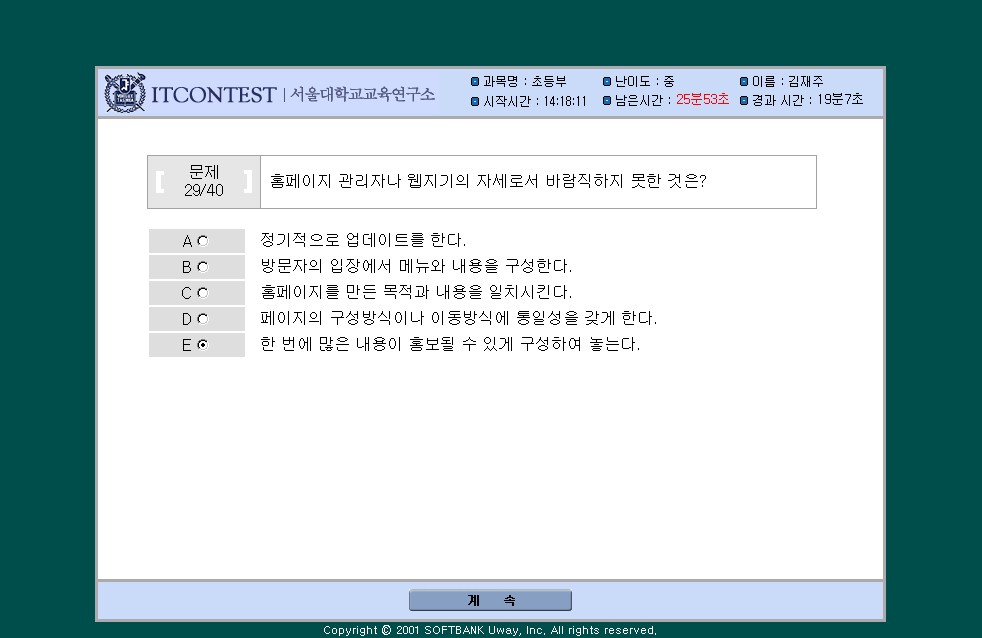 ITCONTEST | 서울대학교교육연구소
과목명 : 초등부 난이도 : 중 이름 : 김재주
시작시간 : 14:18:11 남은시간 : 25분53초 경과 시간 : 19분7초
문제
29/40
홈페이지 관리자나 웹지기의 자세로서 바람직하지 못한 것은?
A 정기적으로 업데이트를 한다.
B 방문자의 입장에서 메뉴와 내용을 구성한다.
C 홈페이지를 만든 목적과 내용을 일치시킨다.
D 페이지의 구성방식이나 이동방식에 통일성을 갖게 한다.
E 한 번에 많은 내용이 홍보될 수 있게 구성하여 놓는다.
계 속
Copyright © 2001 SOFTBANK Uway, Inc. All rights reserved.